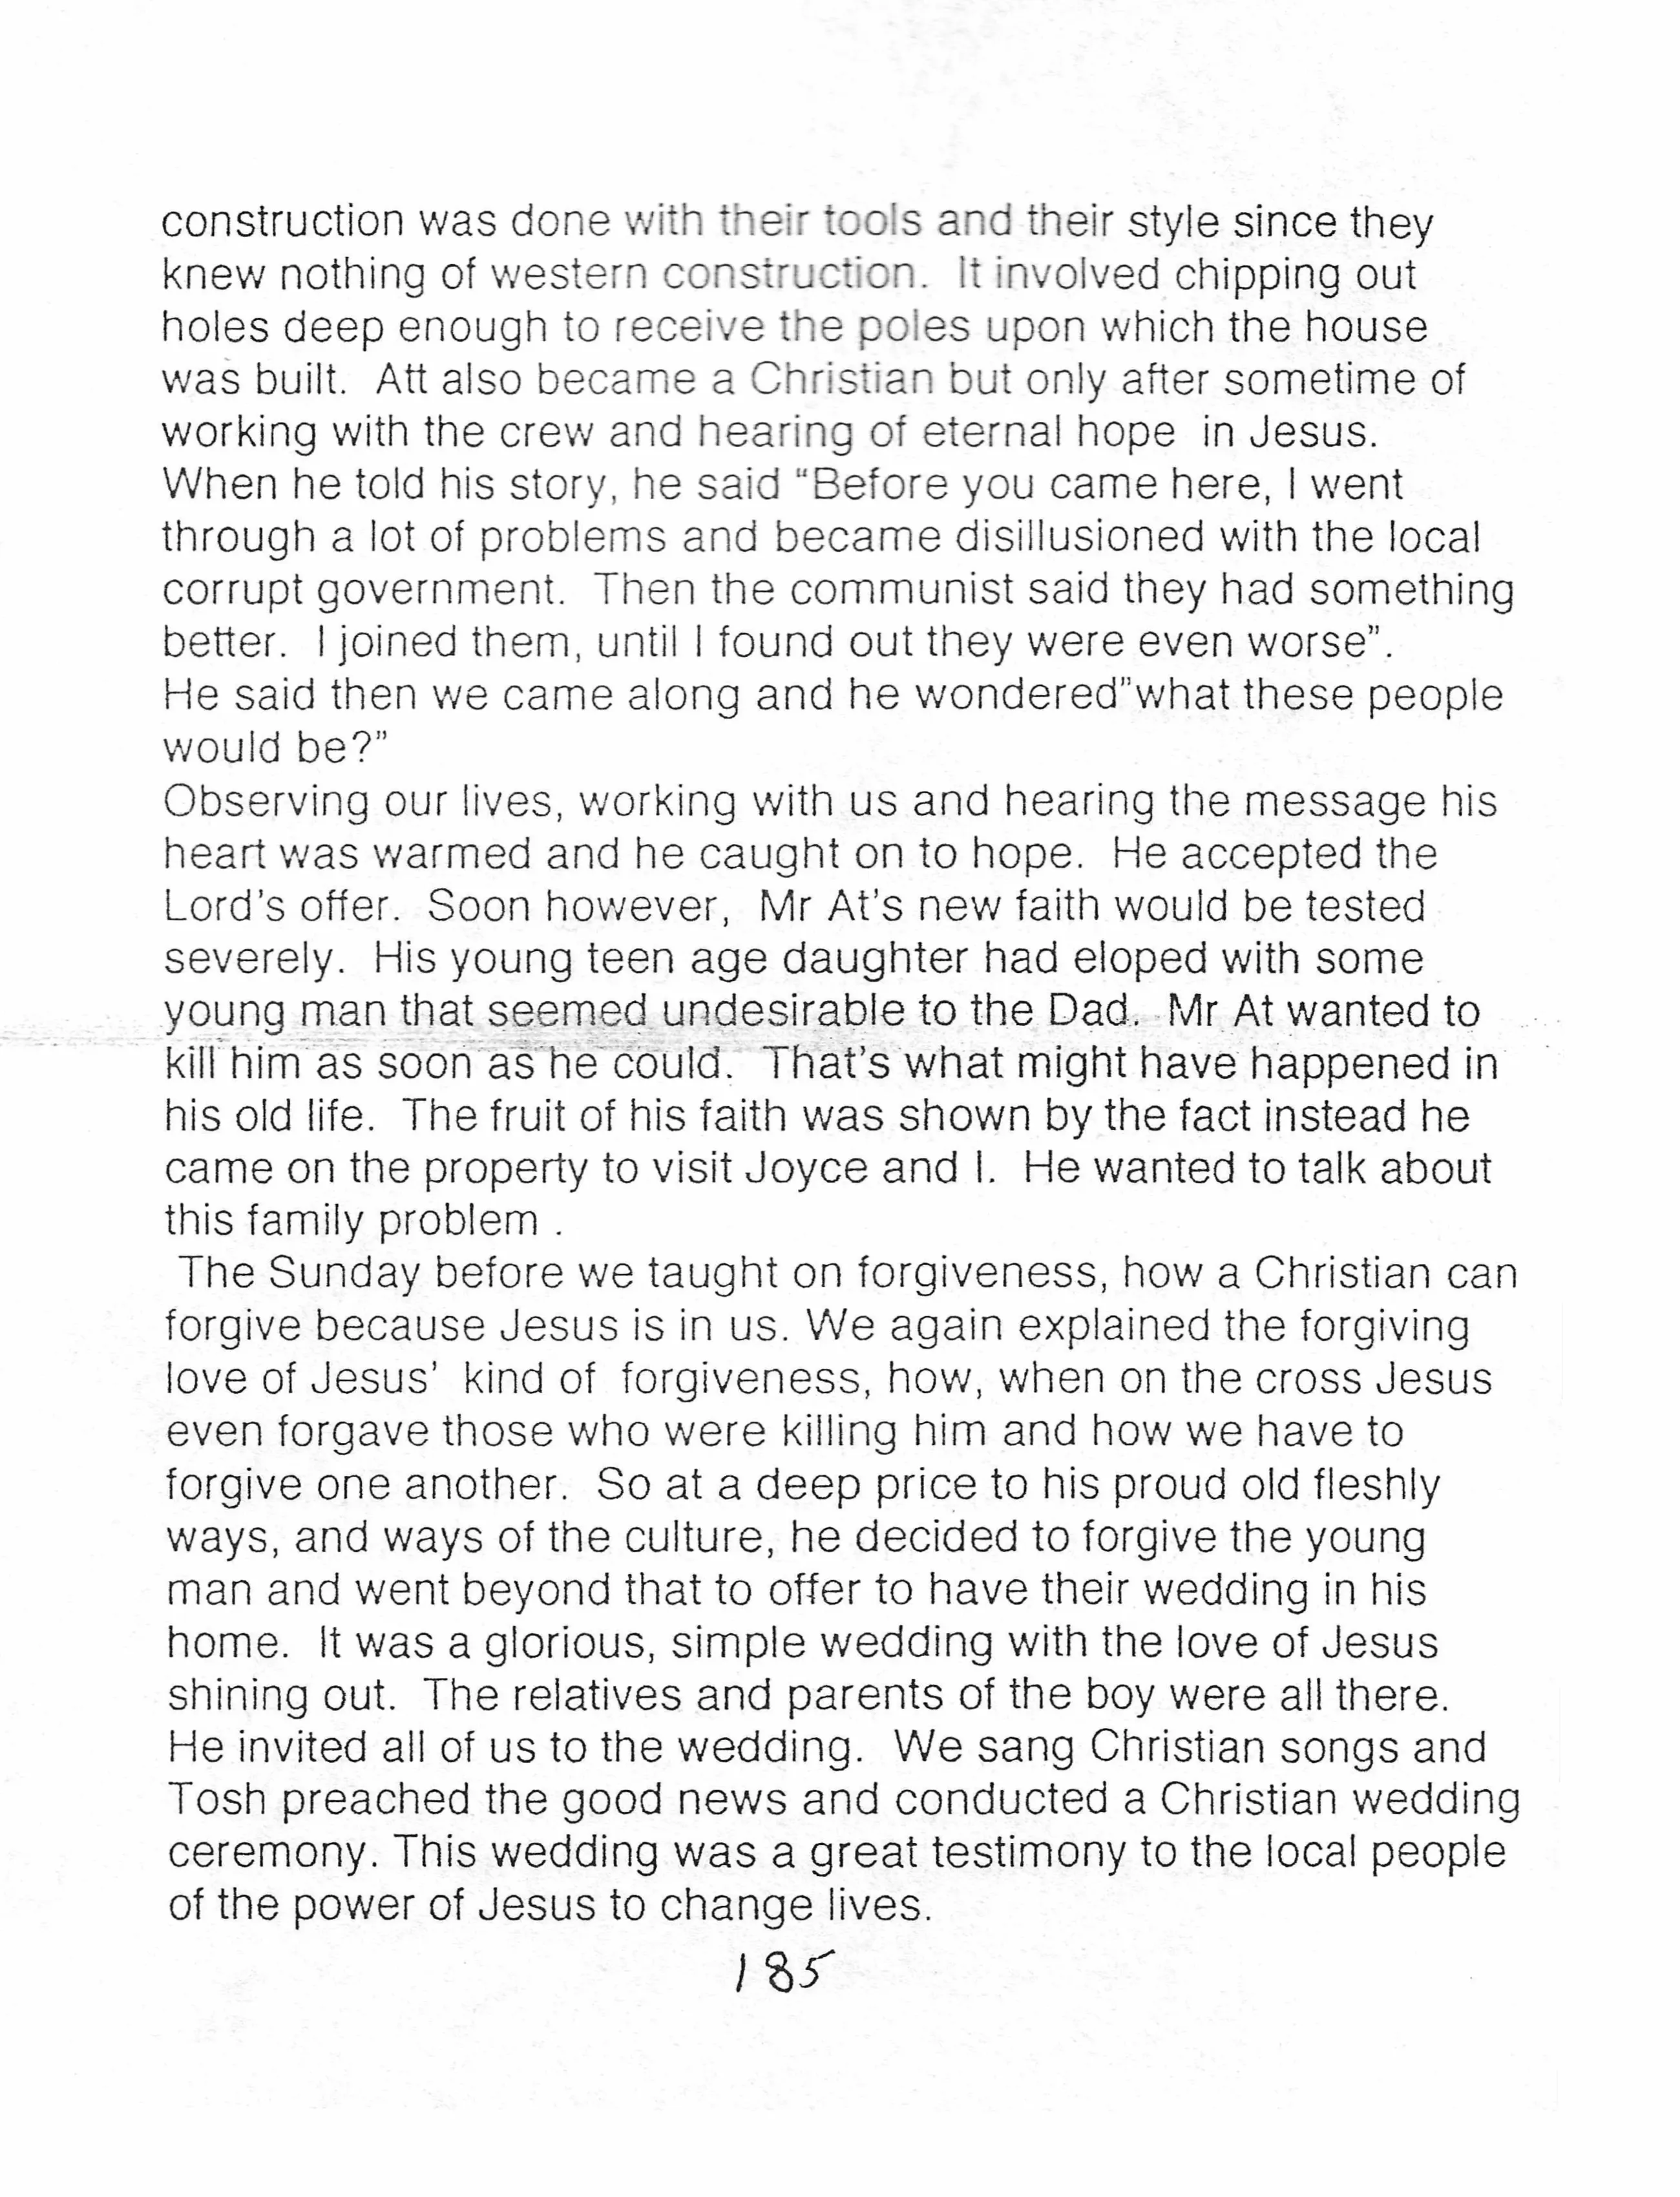 construction was done with their tools and their style since they
knew nothing of western construction.  It involved chipping out
holes deep enough to receive the poles upon which the house
was built.  Att also became a Christian but only after sometime of
working with the crew and hearing of eternal hope  in Jesus.
When he told his story, he said “Before you came here, I went
through a lot of problems and became disillusioned with the local
corrupt government.  Then the communist said they had something
better.  I joined them, until I found out they were even worse”.
He said then we came along and he wondered”what these people
would be?”
Observing our lives, working with us and hearing the message his
heart was warmed and he caught on to hope.  He accepted the
Lord’s offer.  Soon however,  Mr At’s new faith would be tested
severely.  His young teen age daughter had eloped with some
young man that seemed undesirable to the Dad.  Mr At wanted to
kill him as soon as he could.  That’s what might have happened in
his old life.  The fruit of his faith was shown by the fact instead he
came on the property to visit Joyce and I.  He wanted to talk about
this family problem .
The Sunday before we taught on forgiveness, how a Christian can
forgive because Jesus is in us. We again explained the forgiving
love of Jesus’  kind of  forgiveness, how, when on the cross Jesus
even forgave those who were killing him and how we have to
forgive one another.  So at a deep price to his proud old fleshly
ways, and ways of the culture, he decided to forgive the young
man and went beyond that to offer to have their wedding in his
home.  It was a glorious, simple wedding with the love of Jesus
shining out.  The relatives and parents of the boy were all there.
He invited all of us to the wedding.  We sang Christian songs and
Tosh preached the good news and conducted a Christian wedding
ceremony. This wedding was a great testimony to the local people
of the power of Jesus to change lives.
185